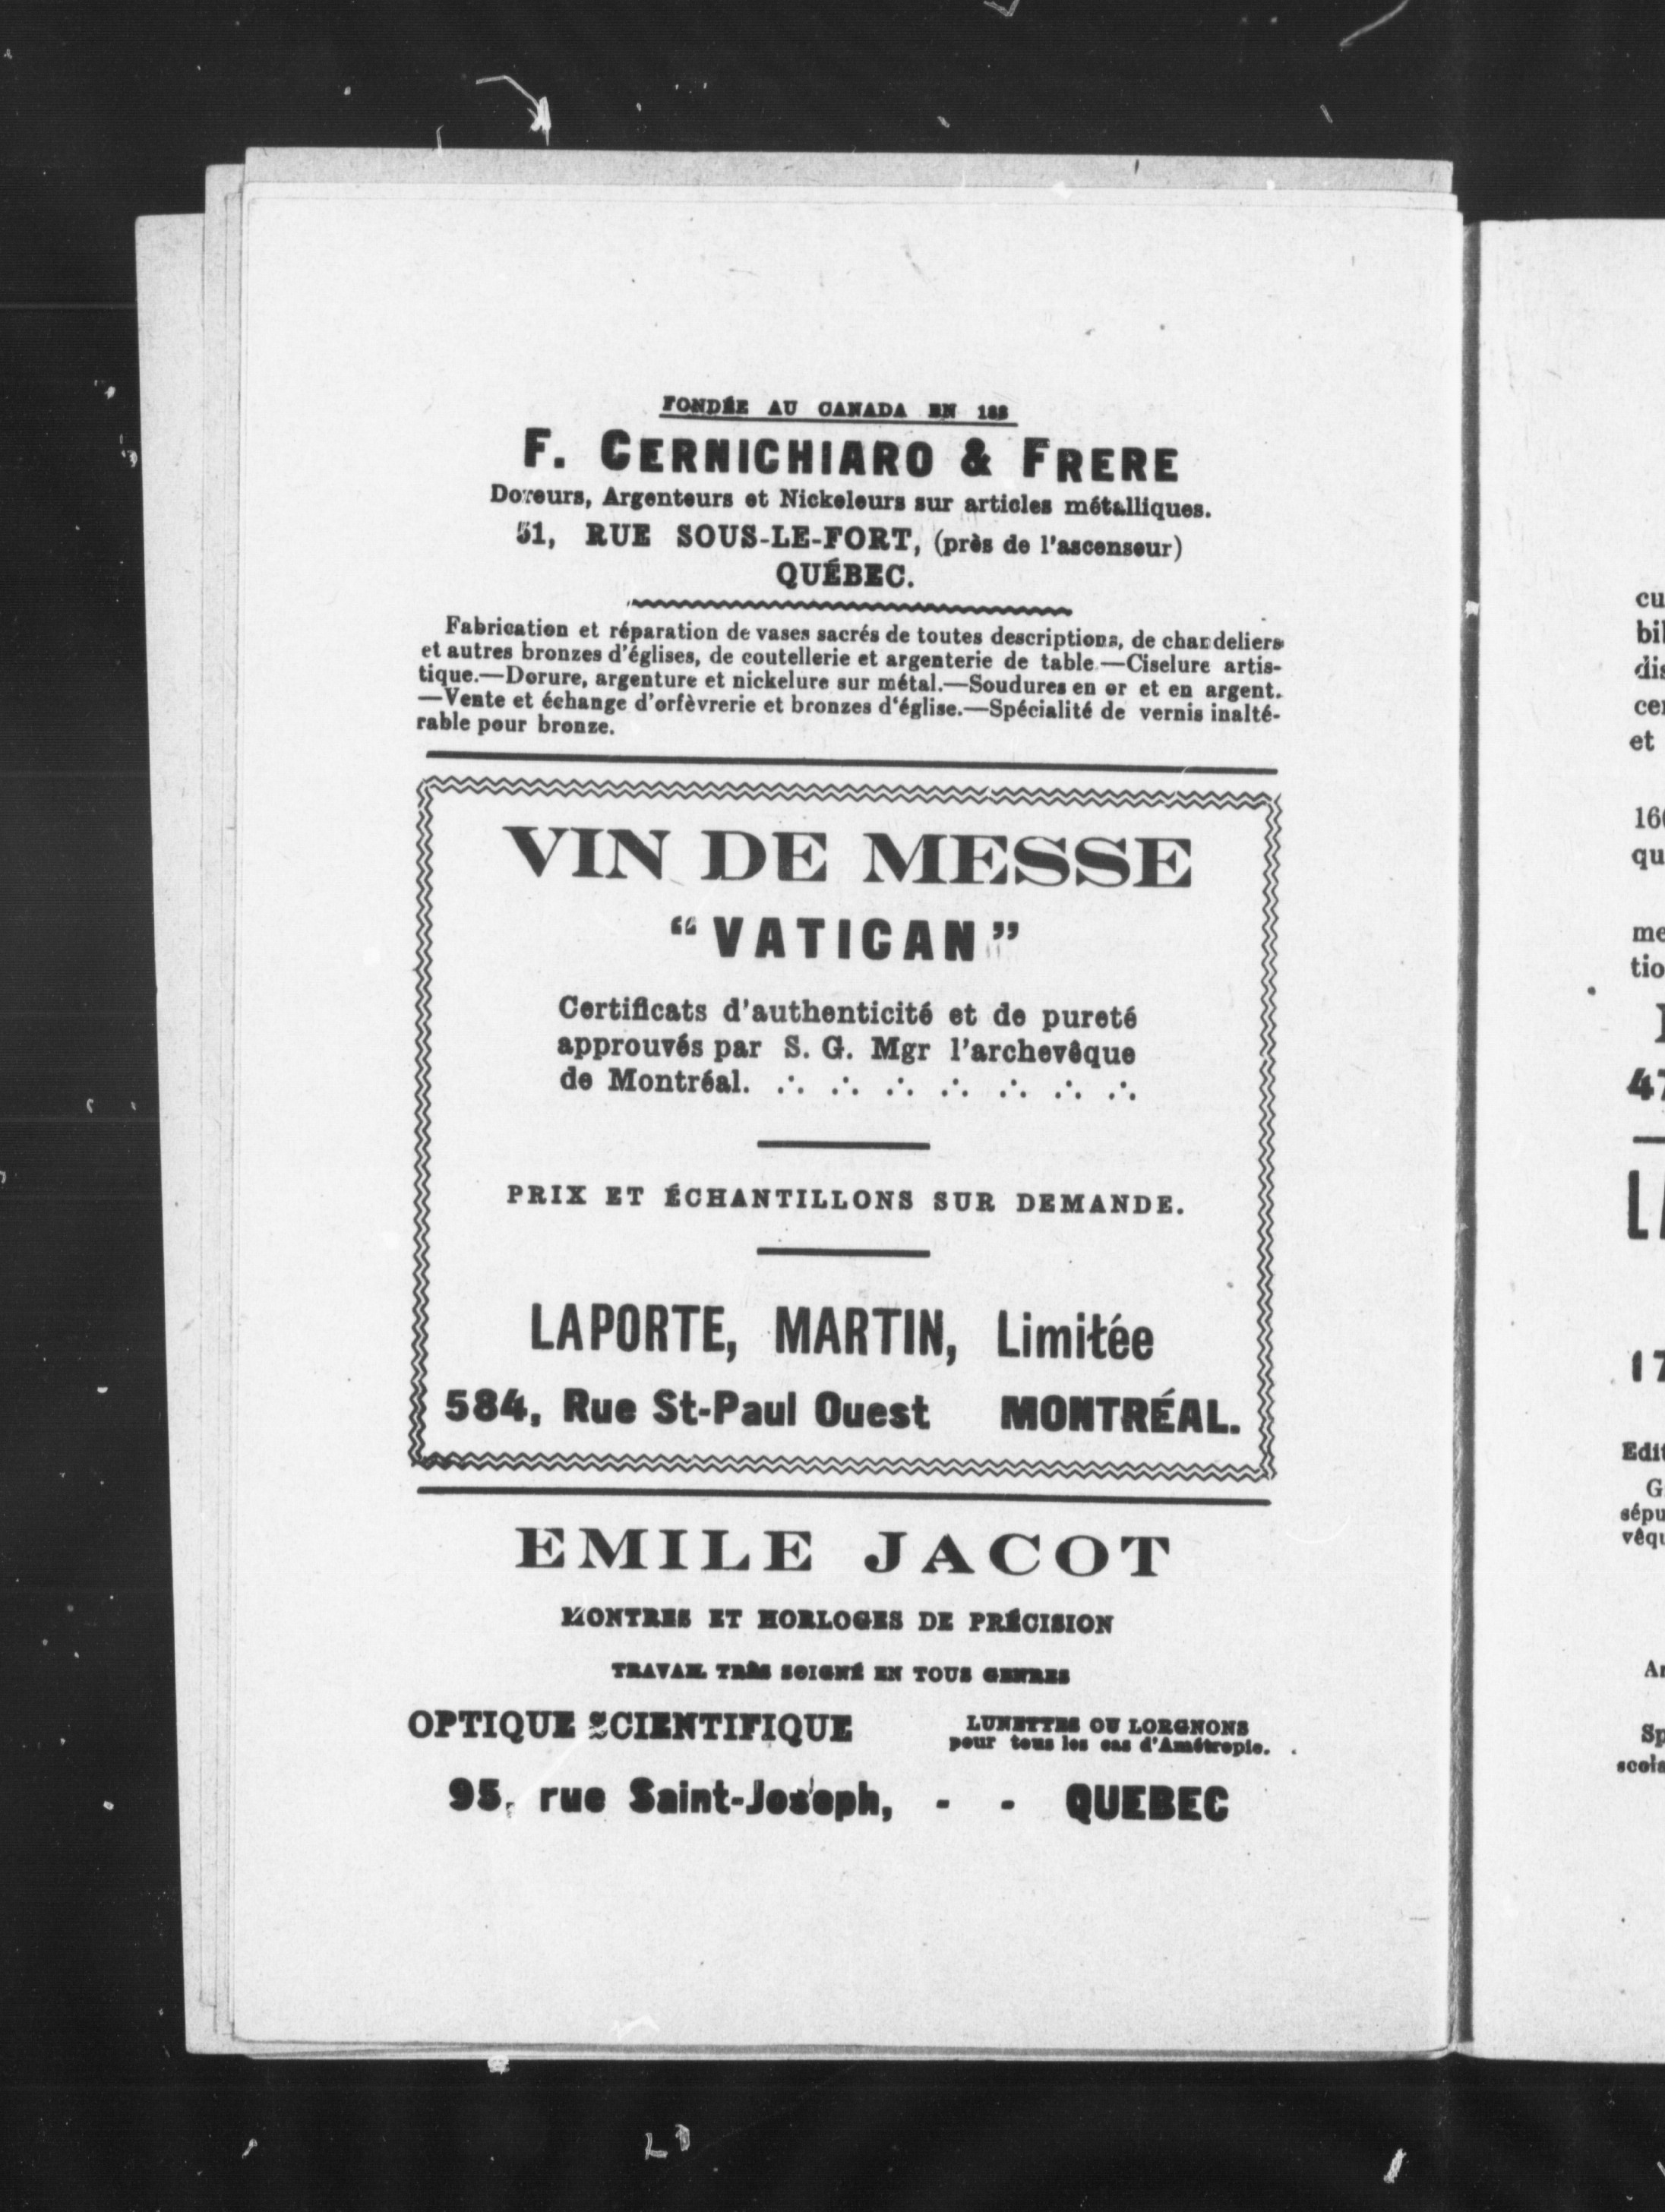 FONDÉE AU CANADA EN 188
F. CERNICHIARO & FRERE
Doreurs, Argenteurs et Nickeleurs sur articles métalliques.
51, RUE SOUS-LE-FORT, (près de l'ascenseur)
QUÉBEC.
Fabrication et réparation de vases sacrés de toutes descriptions, de chandeliers
et autres bronzes d'églises, de coutellerie et argenterie de table.—Ciselure artis-
tique.—Dorure, argenture et nickelure sur métal.—Soudures en or et en argent.
—Vente et échange d'orfèvrerie et bronzes d'église.—Spécialité de vernis inalté-
rable pour bronze.
VIN DE MESSE
“VATICAN”
Certificats d'authenticité et de pureté
approuvés par S. G. Mgr l'archevêque
de Montréal. ∴ ∴ ∴ ∴ ∴ ∴ ∴
PRIX ET ÉCHANTILLONS SUR DEMANDE.
LAPORTE, MARTIN, Limitée
584, Rue St-Paul Ouest MONTRÉAL.
EMILE JACOT
MONTRES ET HORLOGES DE PRÉCISION
TRAVAIL TRÈS SOIGNÉ EN TOUS GENRES
OPTIQUE SCIENTIFIQUE
LUNETTES OU LORGNONS
pour tous les cas d'Amétropie.
95, rue Saint-Joseph, - - QUEBEC